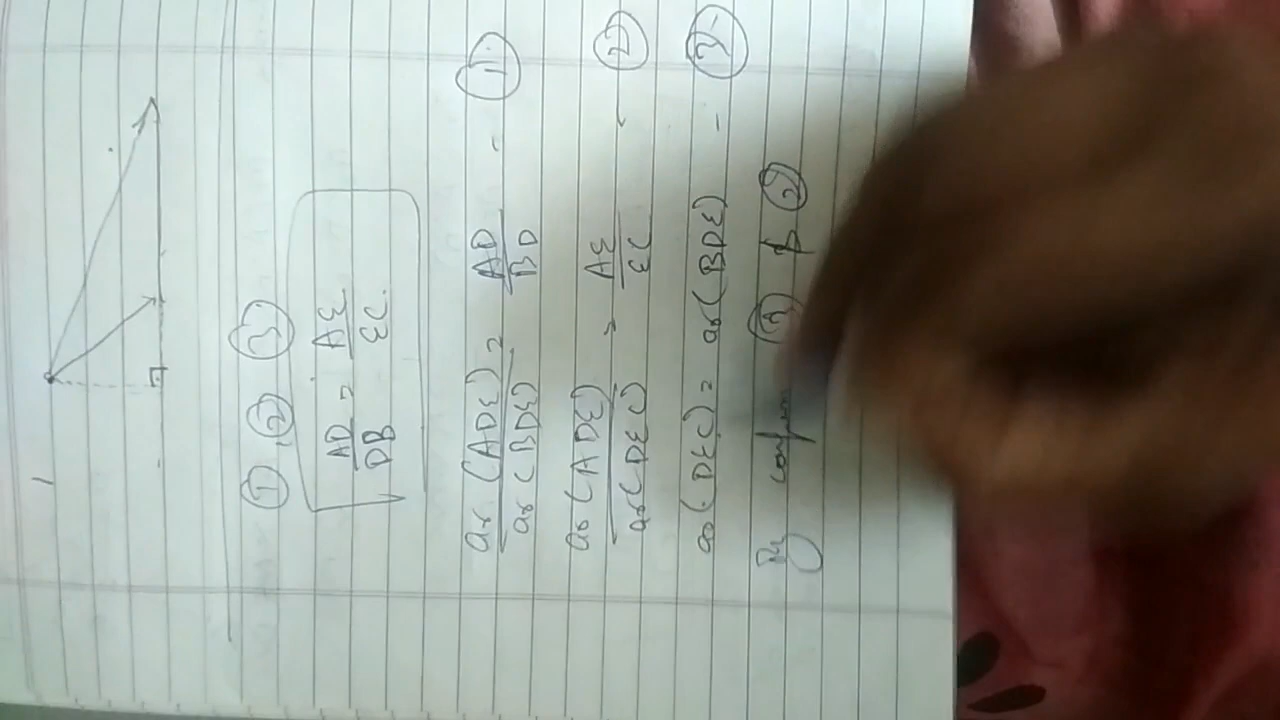 ① , ② ③
AD/DB = AE/EC.
ar(ADE)/ar(BDE) = AD/BD - ①
ar(ADE)/ar(DEC) = AE/EC - ②
ar(DEC) = ar(BDE) - ③
By ②